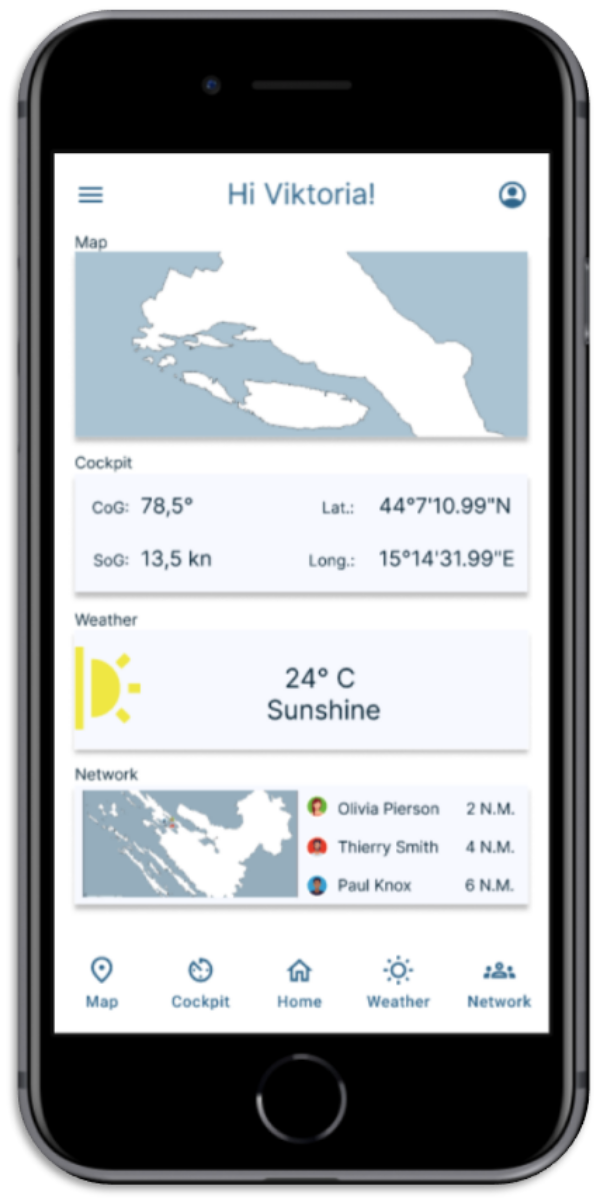 Hi Viktoria!
Map
Cockpit
CoG: 78,5° Lat.: 44°7'10.99"N
SoG: 13,5 kn Long.: 15°14'31.99"E
Weather
24° C
Sunshine
Network
Olivia Pierson 2 N.M.
Thierry Smith 4 N.M.
Paul Knox 6 N.M.
Map Cockpit Home Weather Network